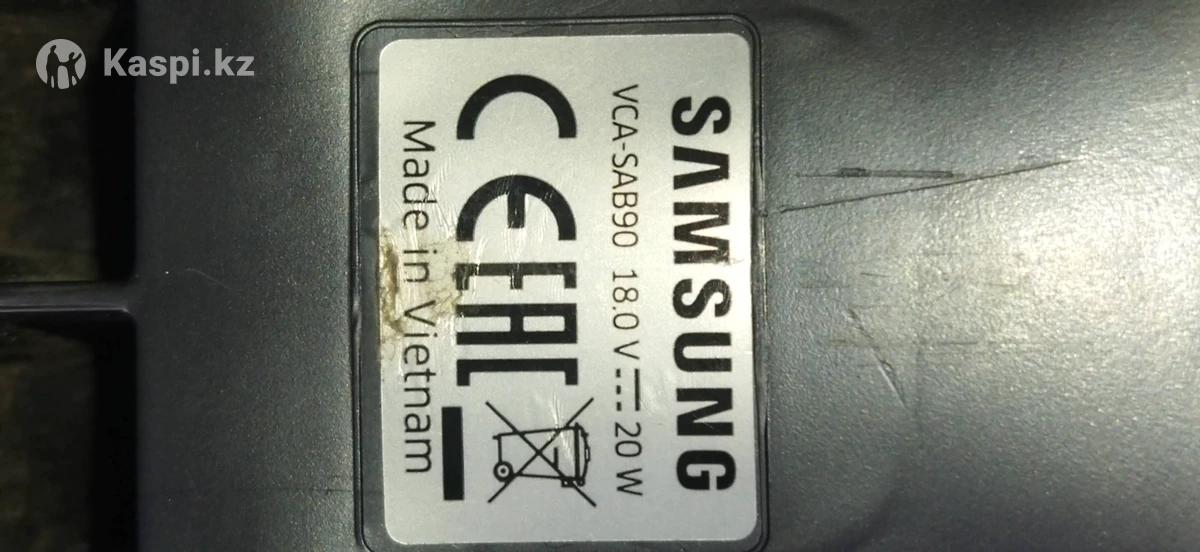 Kaspi.kz
SAMSUNG
VCA-SAB90 18.0 V⎓20 W
CE EAC
Made in Vietnam